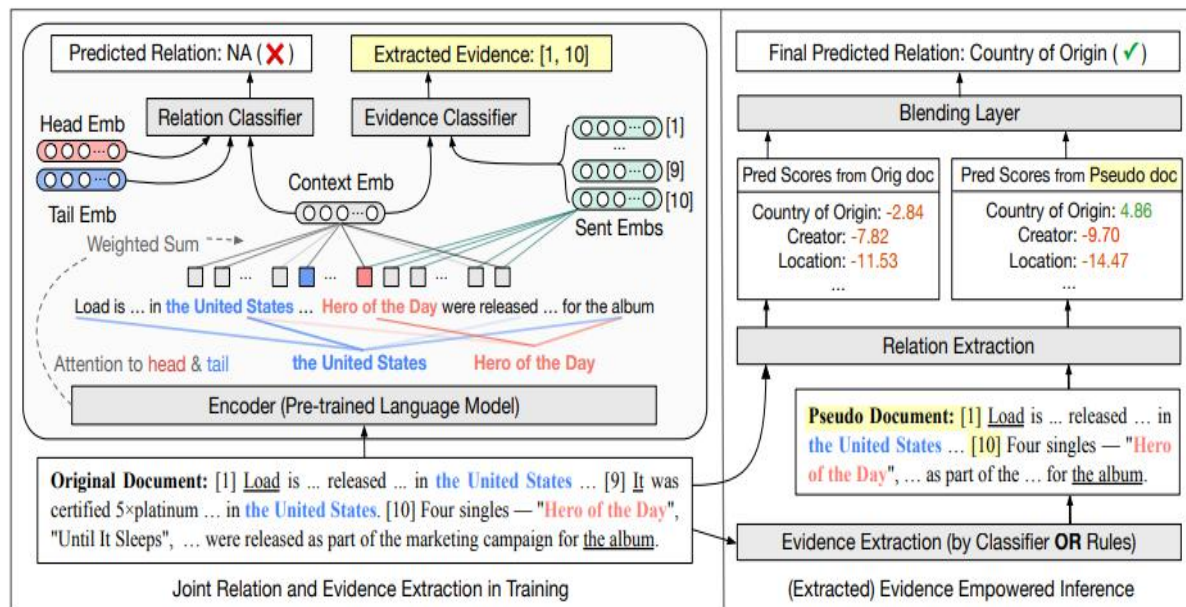 Predicted Relation: NA (✗)
Extracted Evidence: [1, 10]
Relation Classifier
Evidence Classifier
Head Emb
Tail Emb
Context Emb
[1]
...
[9]
[10]
Sent Embs
Weighted Sum
... ... ...
Load is ... in the United States ... Hero of the Day were released ... for the album
Attention to head & tail
the United States
Hero of the Day
Encoder (Pre-trained Language Model)
Original Document: [1] Load is ... released ... in the United States ... [9] It was
certified 5×platinum ... in the United States. [10] Four singles — "Hero of the Day",
"Until It Sleeps", ... were released as part of the marketing campaign for the album.
Joint Relation and Evidence Extraction in Training
Final Predicted Relation: Country of Origin (✓)
Blending Layer
Pred Scores from Orig doc
Country of Origin: -2.84
Creator: -7.82
Location: -11.53
...
Pred Scores from Pseudo doc
Country of Origin: 4.86
Creator: -9.70
Location: -14.47
...
Relation Extraction
Pseudo Document: [1] Load is ... released ... in
the United States ... [10] Four singles — "Hero
of the Day", ... as part of the ... for the album.
Evidence Extraction (by Classifier OR Rules)
(Extracted) Evidence Empowered Inference